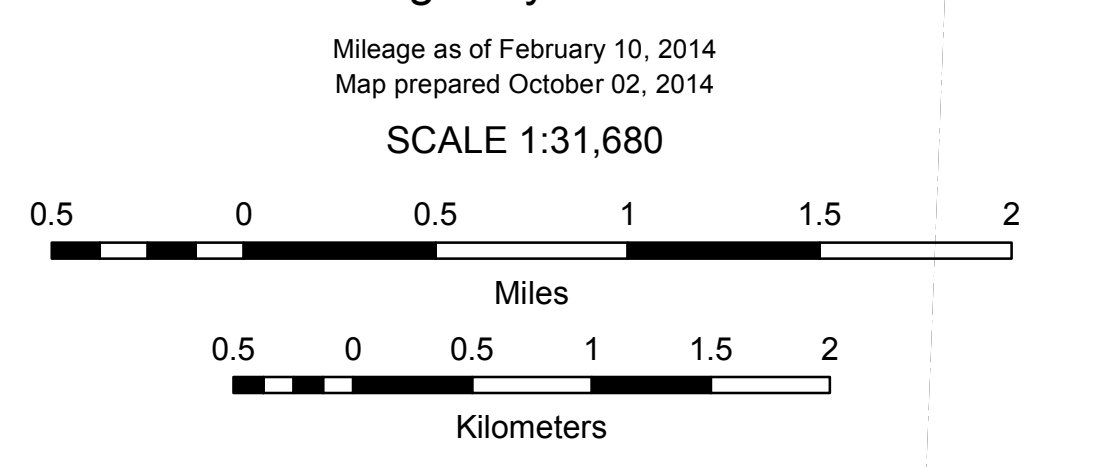 Mileage as of February 10, 2014
Map prepared October 02, 2014
SCALE 1:31,680
0.5 0 0.5 1 1.5 2
Miles
0.5 0 0.5 1 1.5 2
Kilometers